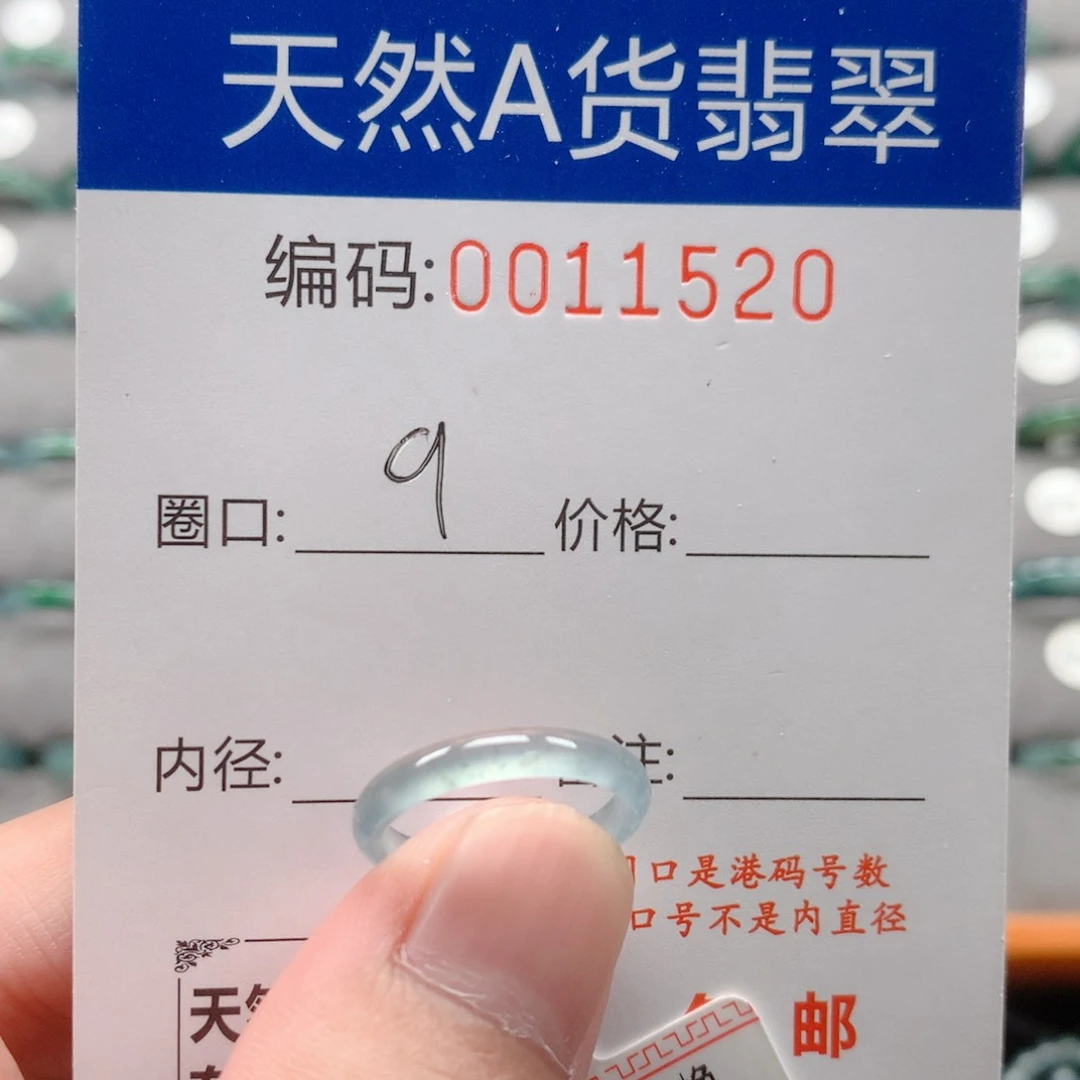 天然A货翡翠
编码:0011520
圈口: 9 价格:
内径: 注:
口是港码号数
口号不是内直径
天
邮